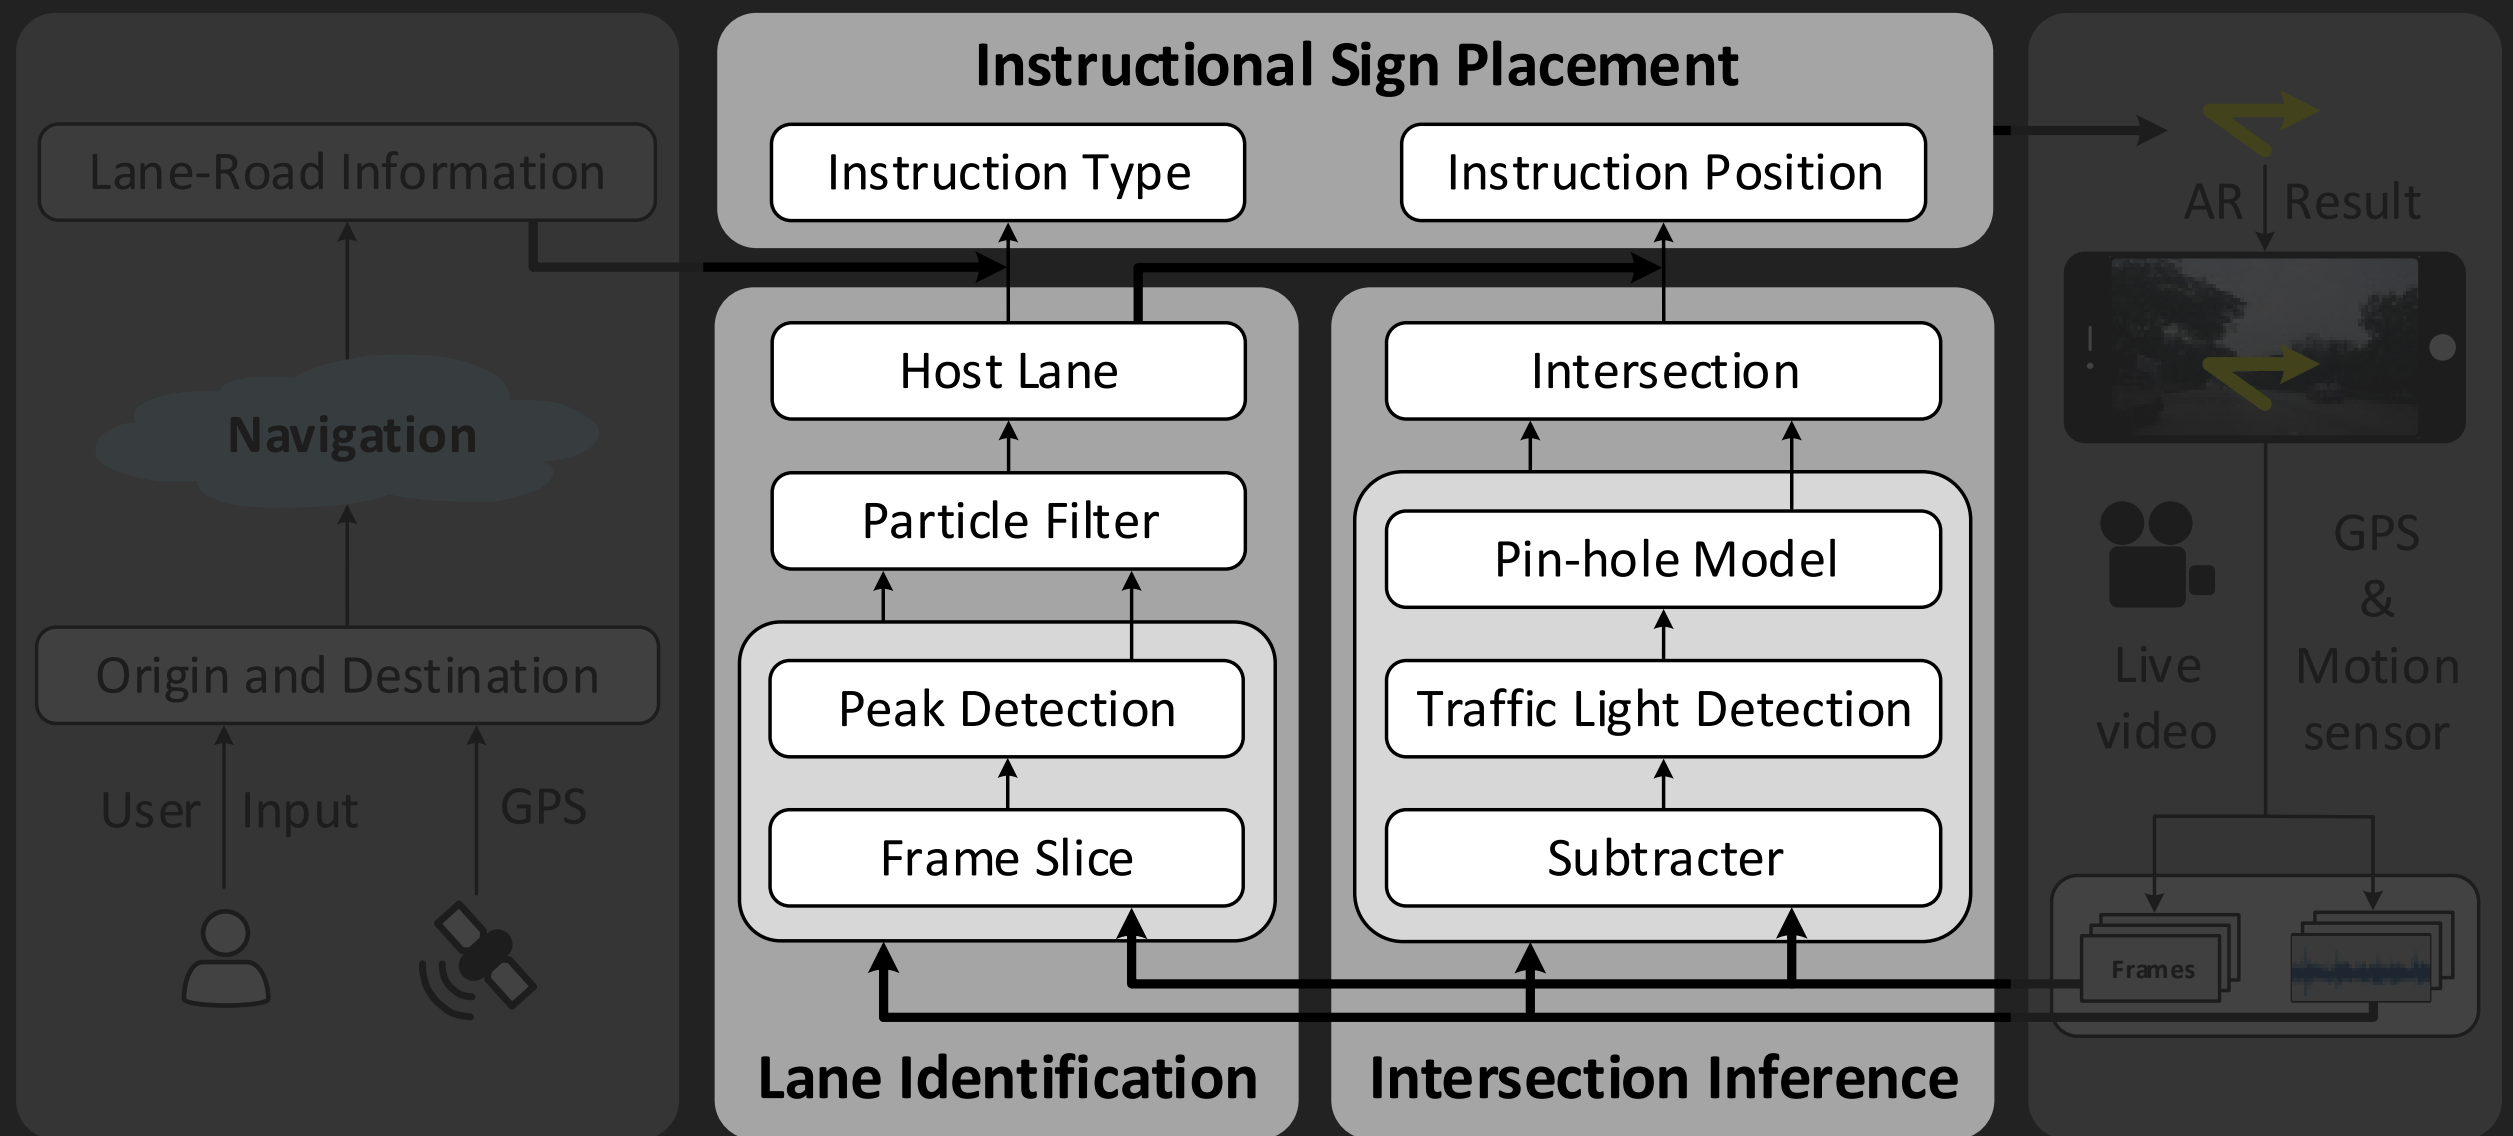 Instructional Sign Placement
Instruction Type
Instruction Position
Lane-Road Information
Navigation
Origin and Destination
User Input
GPS
Host Lane
Particle Filter
Peak Detection
Frame Slice
Lane Identification
Intersection
Pin-hole Model
Traffic Light Detection
Subtracter
Intersection Inference
AR Result
Live
video
GPS
&
Motion
sensor
Frames